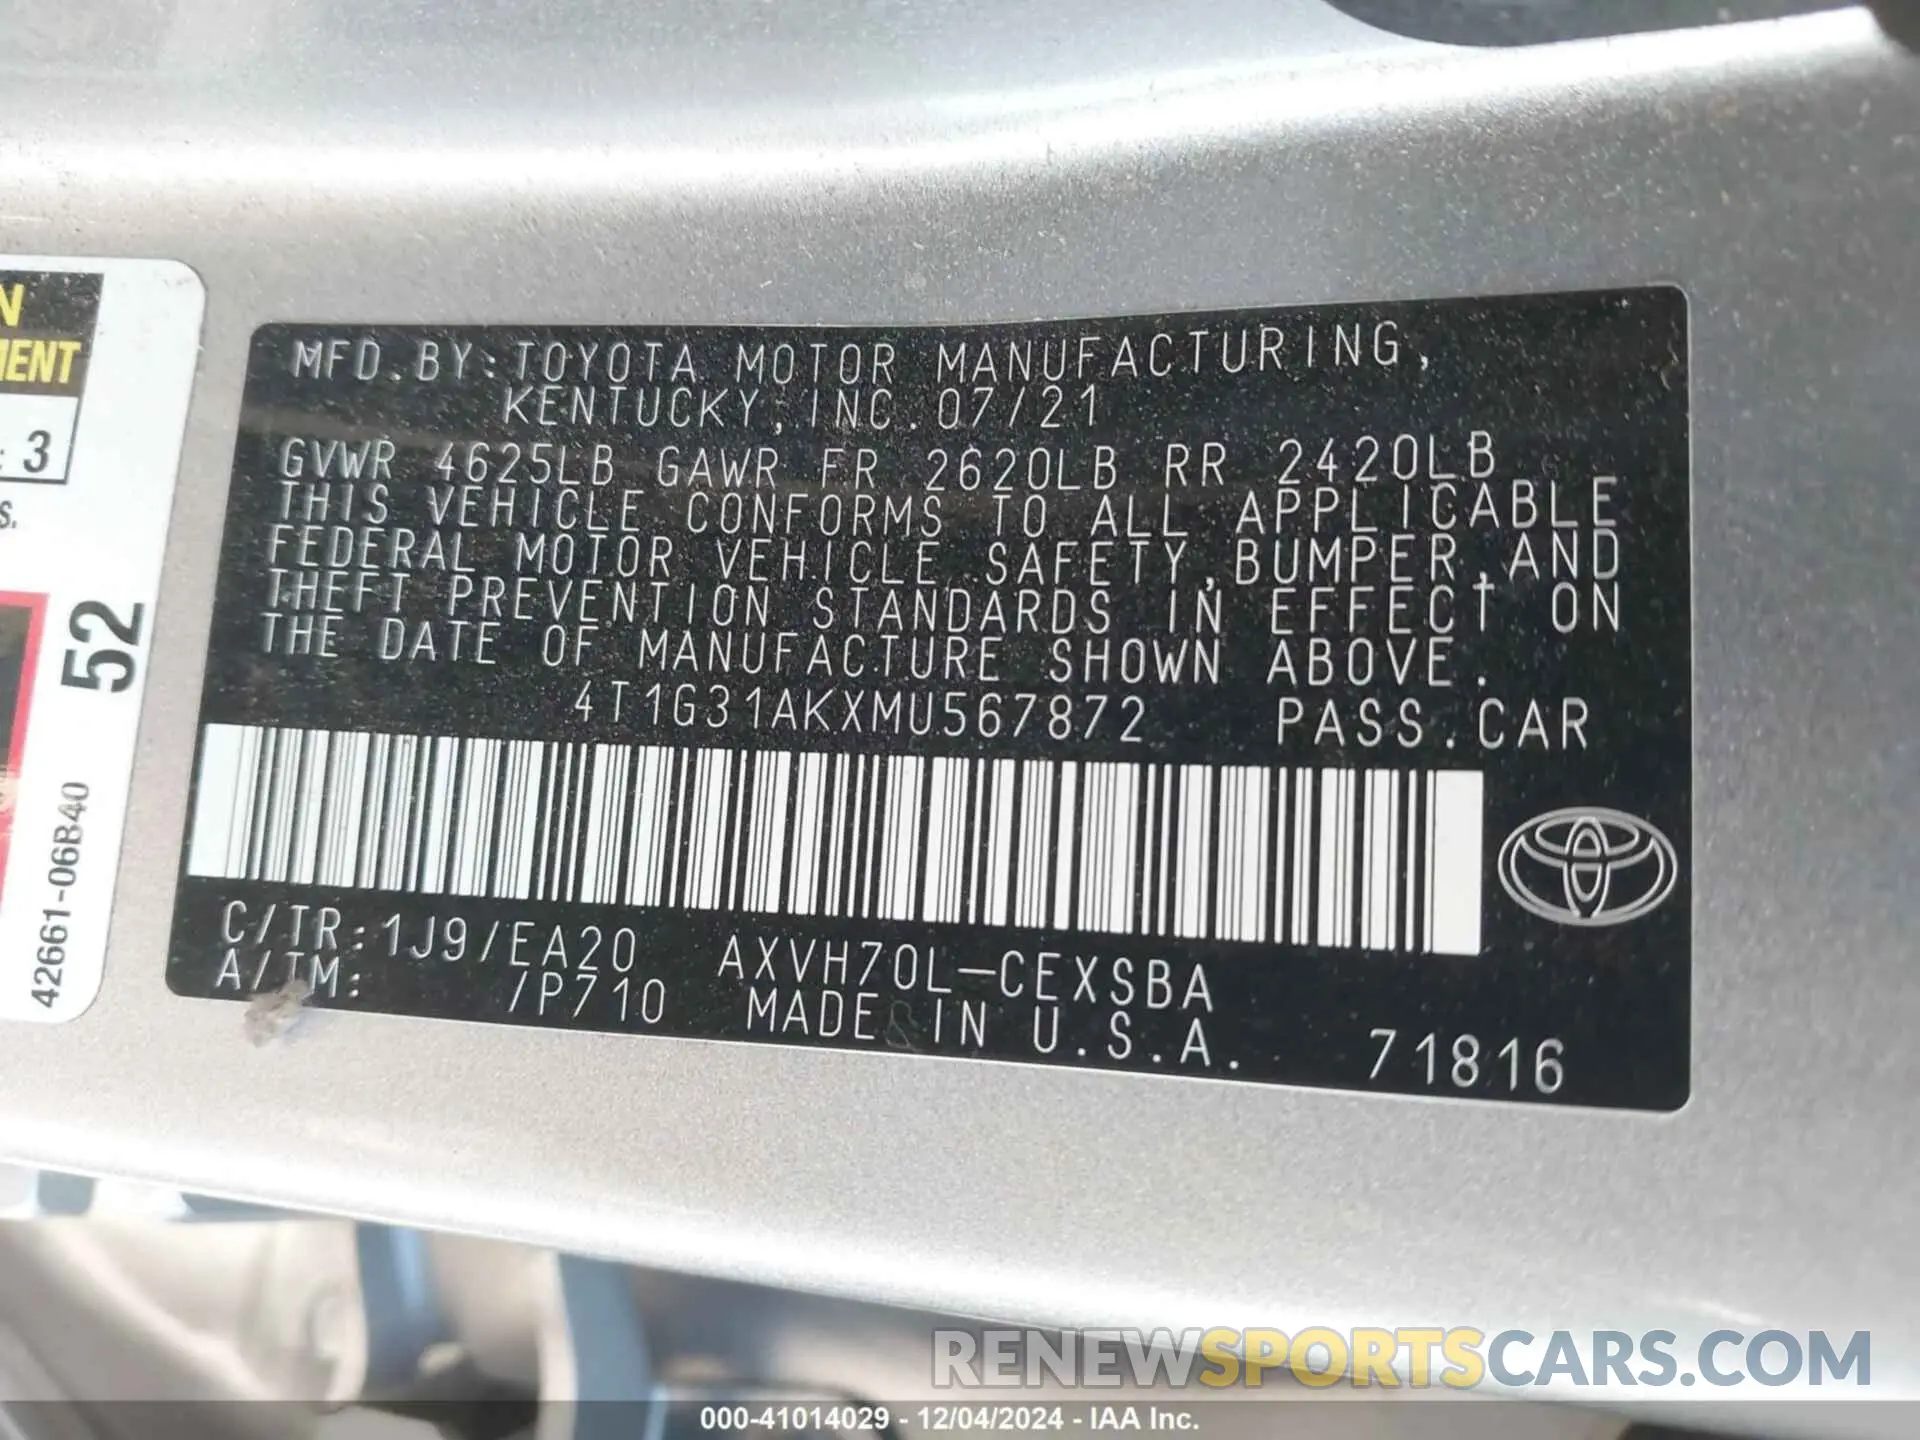 MFD. BY: TOYOTA MOTOR MANUFACTURING,
KENTUCKY, INC. 07/21
GVWR 4625LB GAWR FR 2620LB RR 2420LB
THIS VEHICLE CONFORMS TO ALL APPLICABLE
FEDERAL MOTOR VEHICLE SAFETY, BUMPER, AND
THEFT PREVENTION STANDARDS IN EFFECT ON
THE DATE OF MANUFACTURE SHOWN ABOVE.
4T1G31AKXMU567872 PASS. CAR
C/TR: 1J9/EA20 AXVH70L-CEXSBA
A/TM: /P710 MADE IN U.S.A. 71816
N
MENT
: 3
S.
52
42661-06B40
RENEWSPORTSCARS.COM
000-41014029 - 12/04/2024 - IAA Inc.